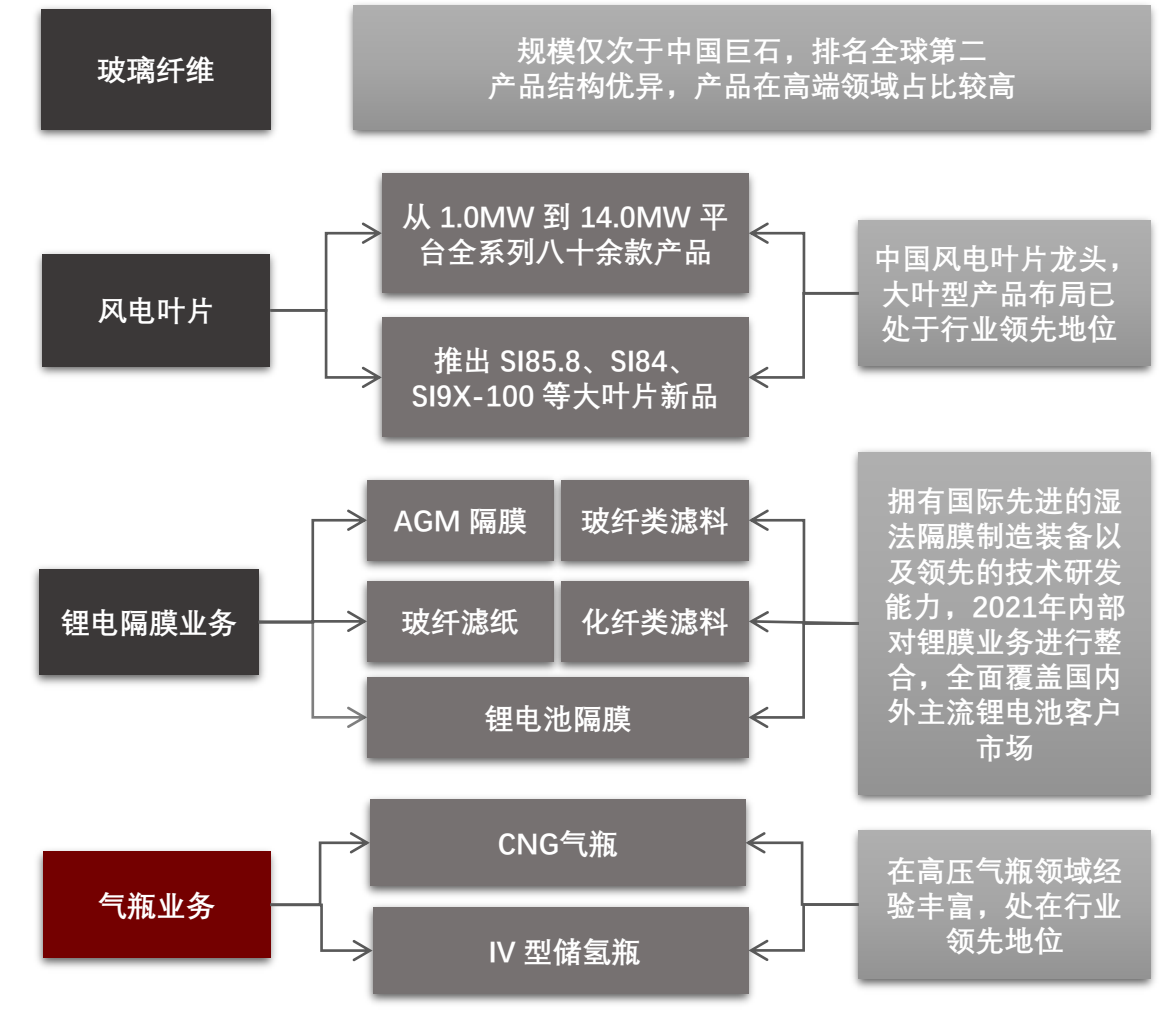 玻璃纤维
规模仅次于中国巨石，排名全球第二
产品结构优异，产品在高端领域占比较高
风电叶片
从 1.0MW 到 14.0MW 平
台全系列八十余款产品
推出 SI85.8、SI84、
SI9X-100 等大叶片新品
中国风电叶片龙头，
大叶型产品布局已
处于行业领先地位
锂电隔膜业务
AGM 隔膜
玻纤类滤料
玻纤滤纸
化纤类滤料
锂电池隔膜
拥有国际先进的湿
法隔膜制造装备以
及领先的技术研发
能力，2021年内部
对锂膜业务进行整
合，全面覆盖国内
外主流锂电池客户
市场
气瓶业务
CNG气瓶
IV 型储氢瓶
在高压气瓶领域经
验丰富，处在行业
领先地位